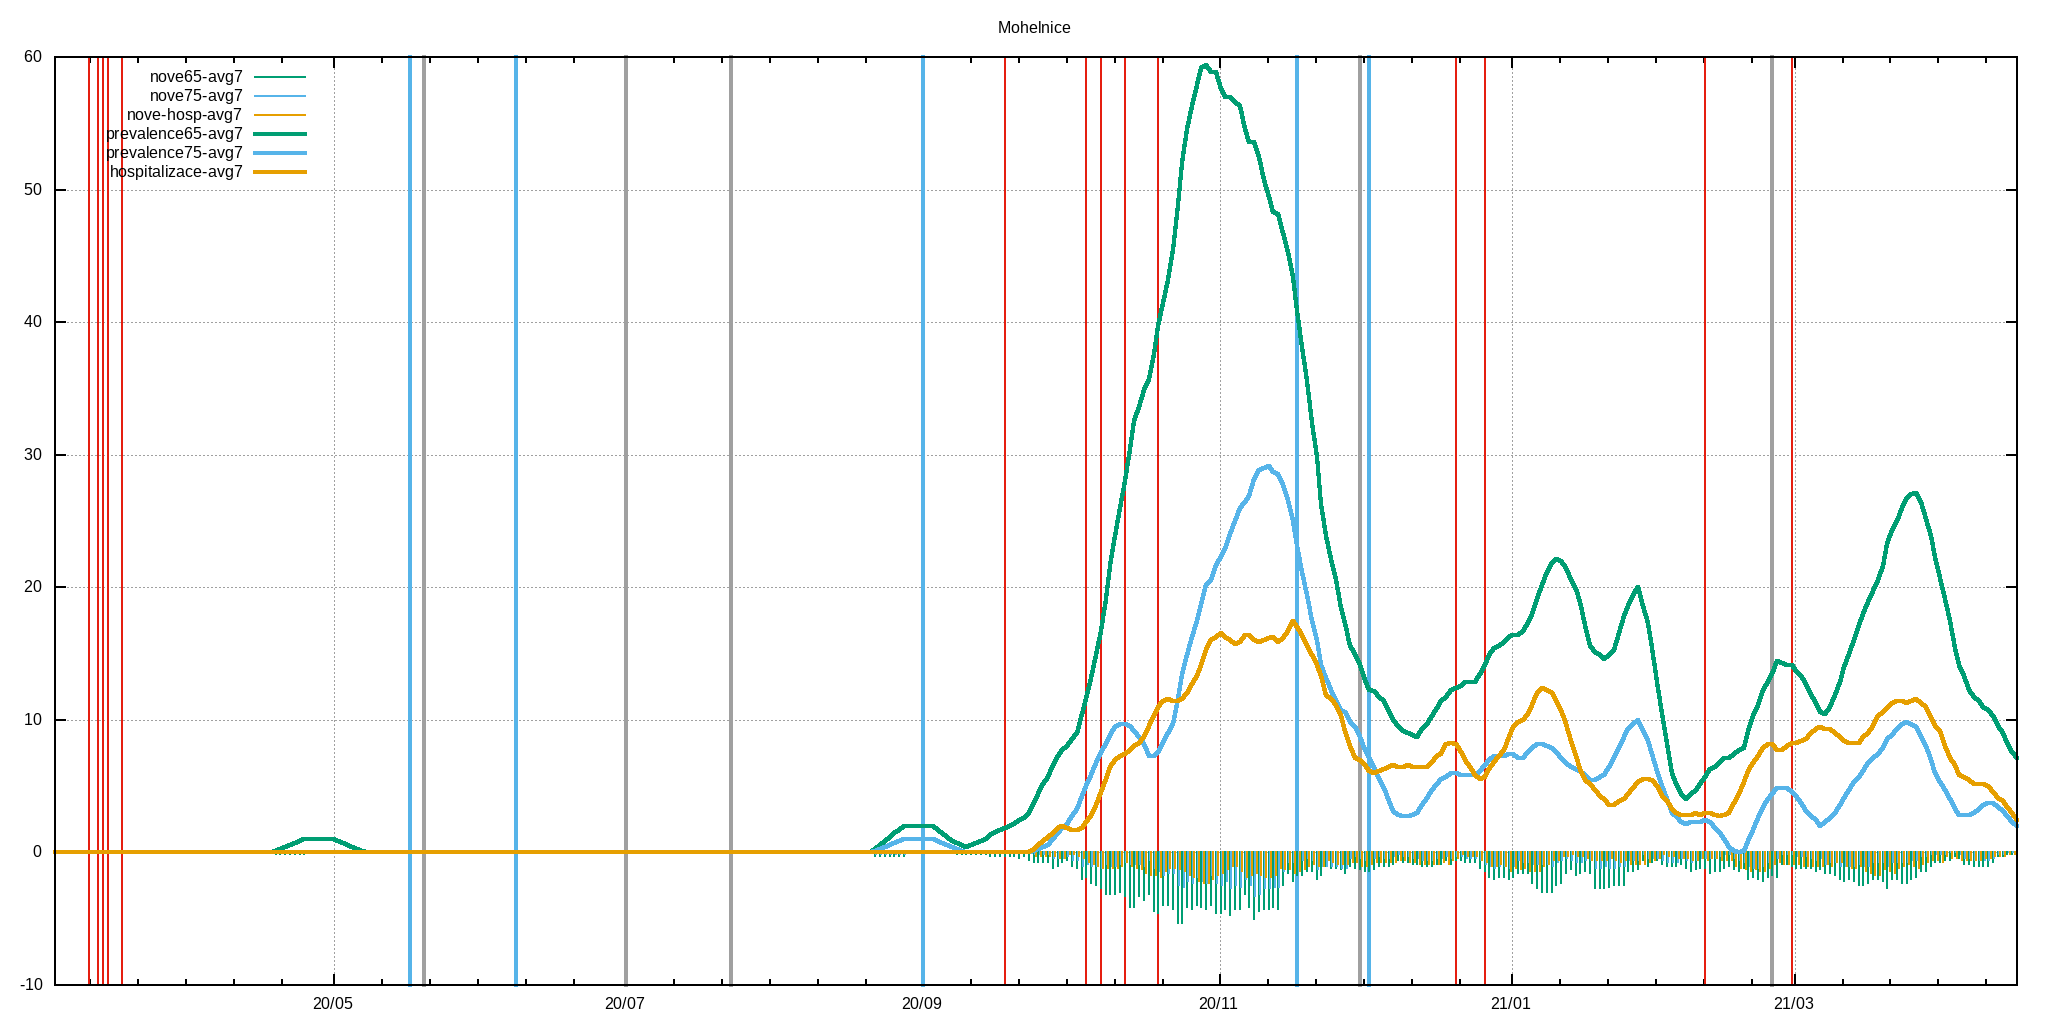 Mohelnice
60
50
40
30
20
10
0
-10
nove65-avg7
nove75-avg7
nove-hosp-avg7
prevalence65-avg7
prevalence75-avg7
hospitalizace-avg7
20/05 20/07 20/09 20/11 21/01 21/03